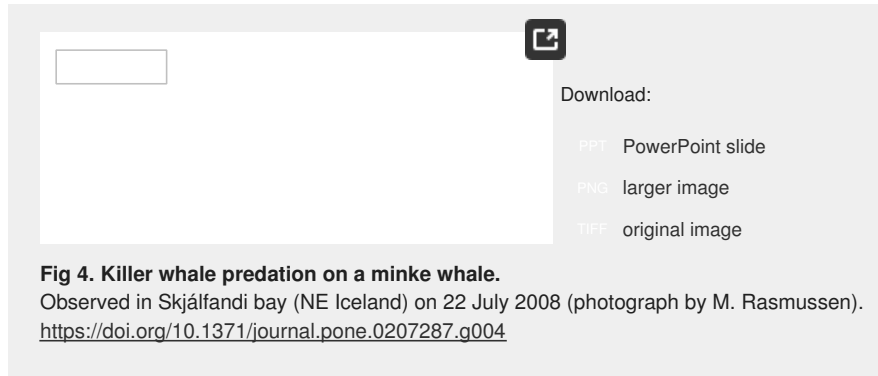 Download:
PPT PowerPoint slide
PNG larger image
TIFF original image
Fig 4. Killer whale predation on a minke whale.
Observed in Skjálfandi bay (NE Iceland) on 22 July 2008 (photograph by M. Rasmussen).
https://doi.org/10.1371/journal.pone.0207287.g004